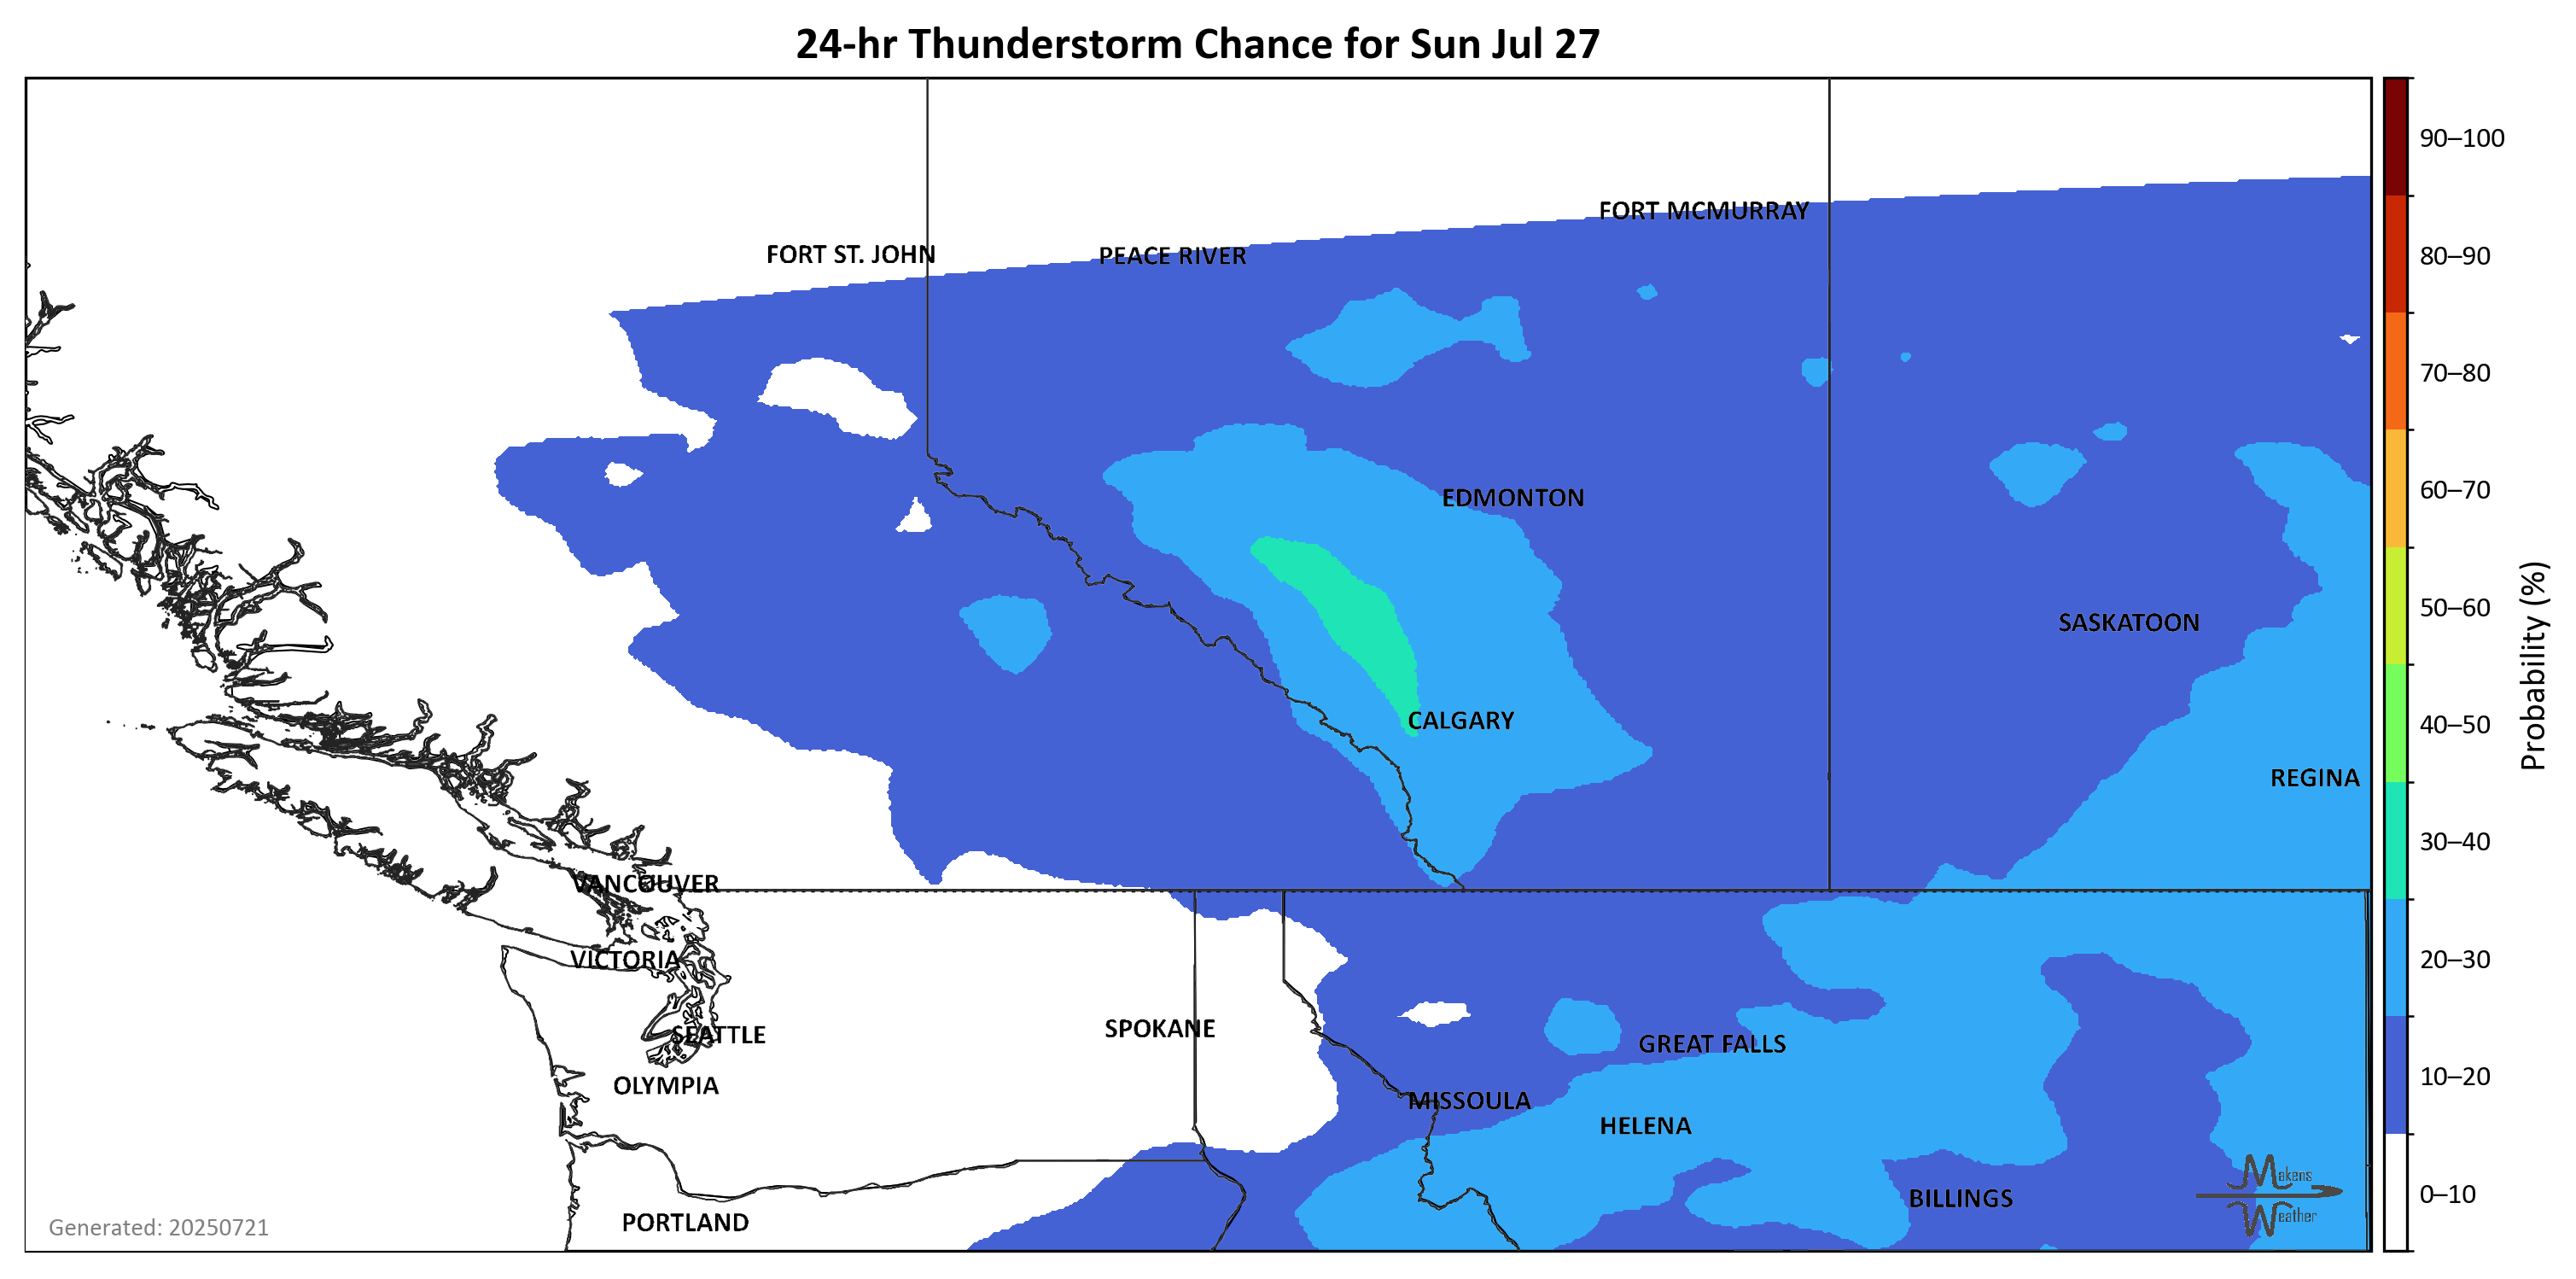 24-hr Thunderstorm Chance for Sun Jul 27
90–100
FORT MCMURRAY
FORT ST. JOHN
PEACE RIVER
80–90
70–80
60–70
EDMONTON
50–60
SASKATOON
Probability (%)
CALGARY
40–50
REGINA
30–40
VANCOUVER
VICTORIA
20–30
SPOKANE
SEATTLE
GREAT FALLS
OLYMPIA
MISSOULA
HELENA
Makens
Weather
0–10
10–20
BILLINGS
PORTLAND
Generated: 20250721